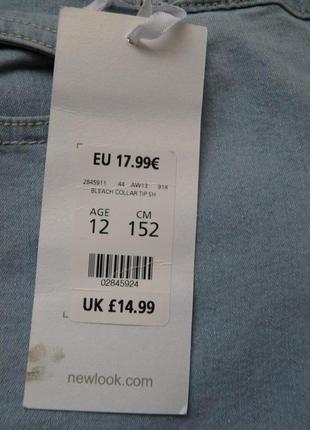 EU 17.99€
2845911 44 AW13 914
BLEACH COLLAR TIP SH
AGE CM
12 152
02845924
UK £14.99
newlook.com